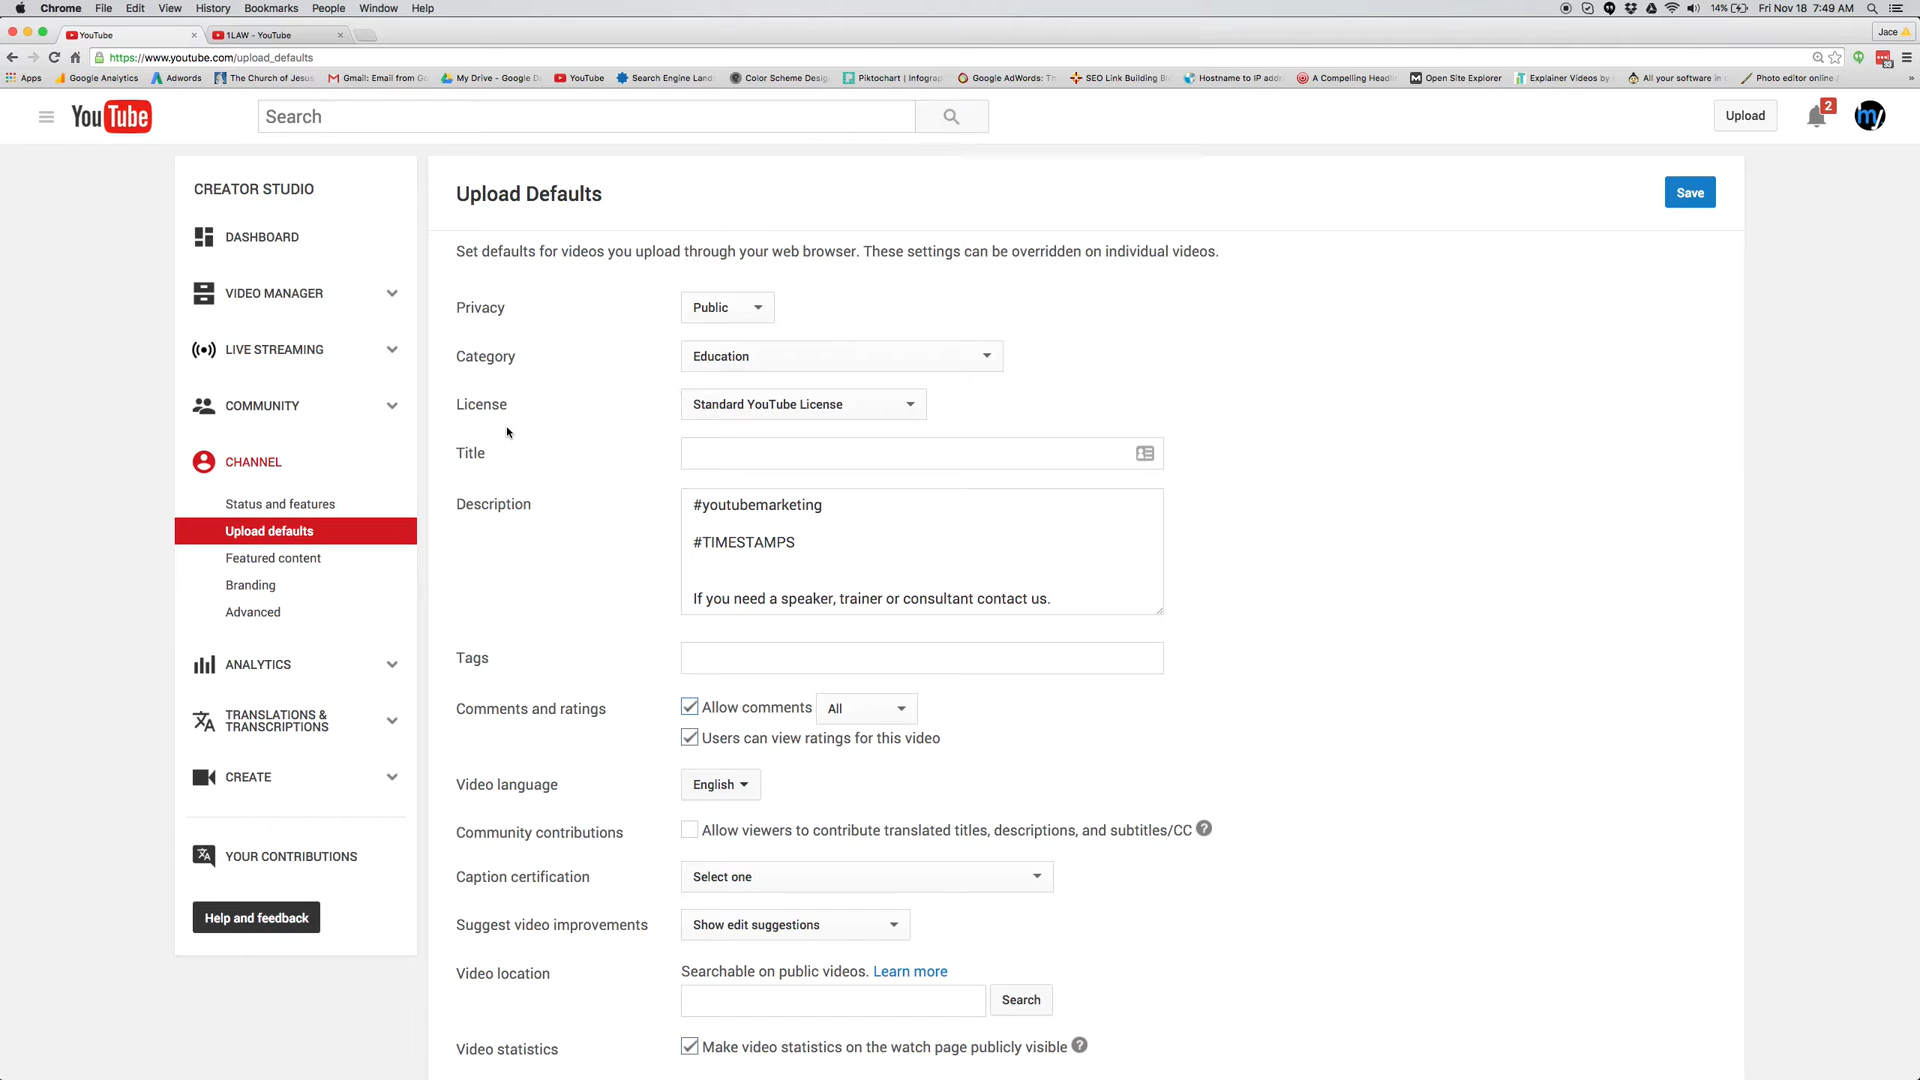 Chrome File Edit View History Bookmarks People Window Help 14% Fri Nov 18 7:49 AM
YouTube 1LAW - YouTube Jace
https://www.youtube.com/upload_defaults
Apps Google Analytics Adwords The Church of Jesus Gmail: Email from Go My Drive - Google D YouTube Search Engine Land Color Scheme Desig Piktochart | Infograp Google AdWords: Th SEO Link Building Bl Hostname to IP addr A Compelling Headl Open Site Explorer Explainer Videos by All your software in Photo editor online
YouTube Search Upload 2 my
CREATOR STUDIO
DASHBOARD
VIDEO MANAGER
LIVE STREAMING
COMMUNITY
CHANNEL
Status and features
Upload defaults
Featured content
Branding
Advanced
ANALYTICS
TRANSLATIONS &
TRANSCRIPTIONS
CREATE
YOUR CONTRIBUTIONS
Help and feedback
Upload Defaults Save
Set defaults for videos you upload through your web browser. These settings can be overridden on individual videos.
Privacy Public
Category Education
License Standard YouTube License
Title
Description #youtubemarketing
#TIMESTAMPS
If you need a speaker, trainer or consultant contact us.
Tags
Comments and ratings Allow comments All
Users can view ratings for this video
Video language English
Community contributions Allow viewers to contribute translated titles, descriptions, and subtitles/CC ?
Caption certification Select one
Suggest video improvements Show edit suggestions
Video location Searchable on public videos. Learn more
Search
Video statistics Make video statistics on the watch page publicly visible ?